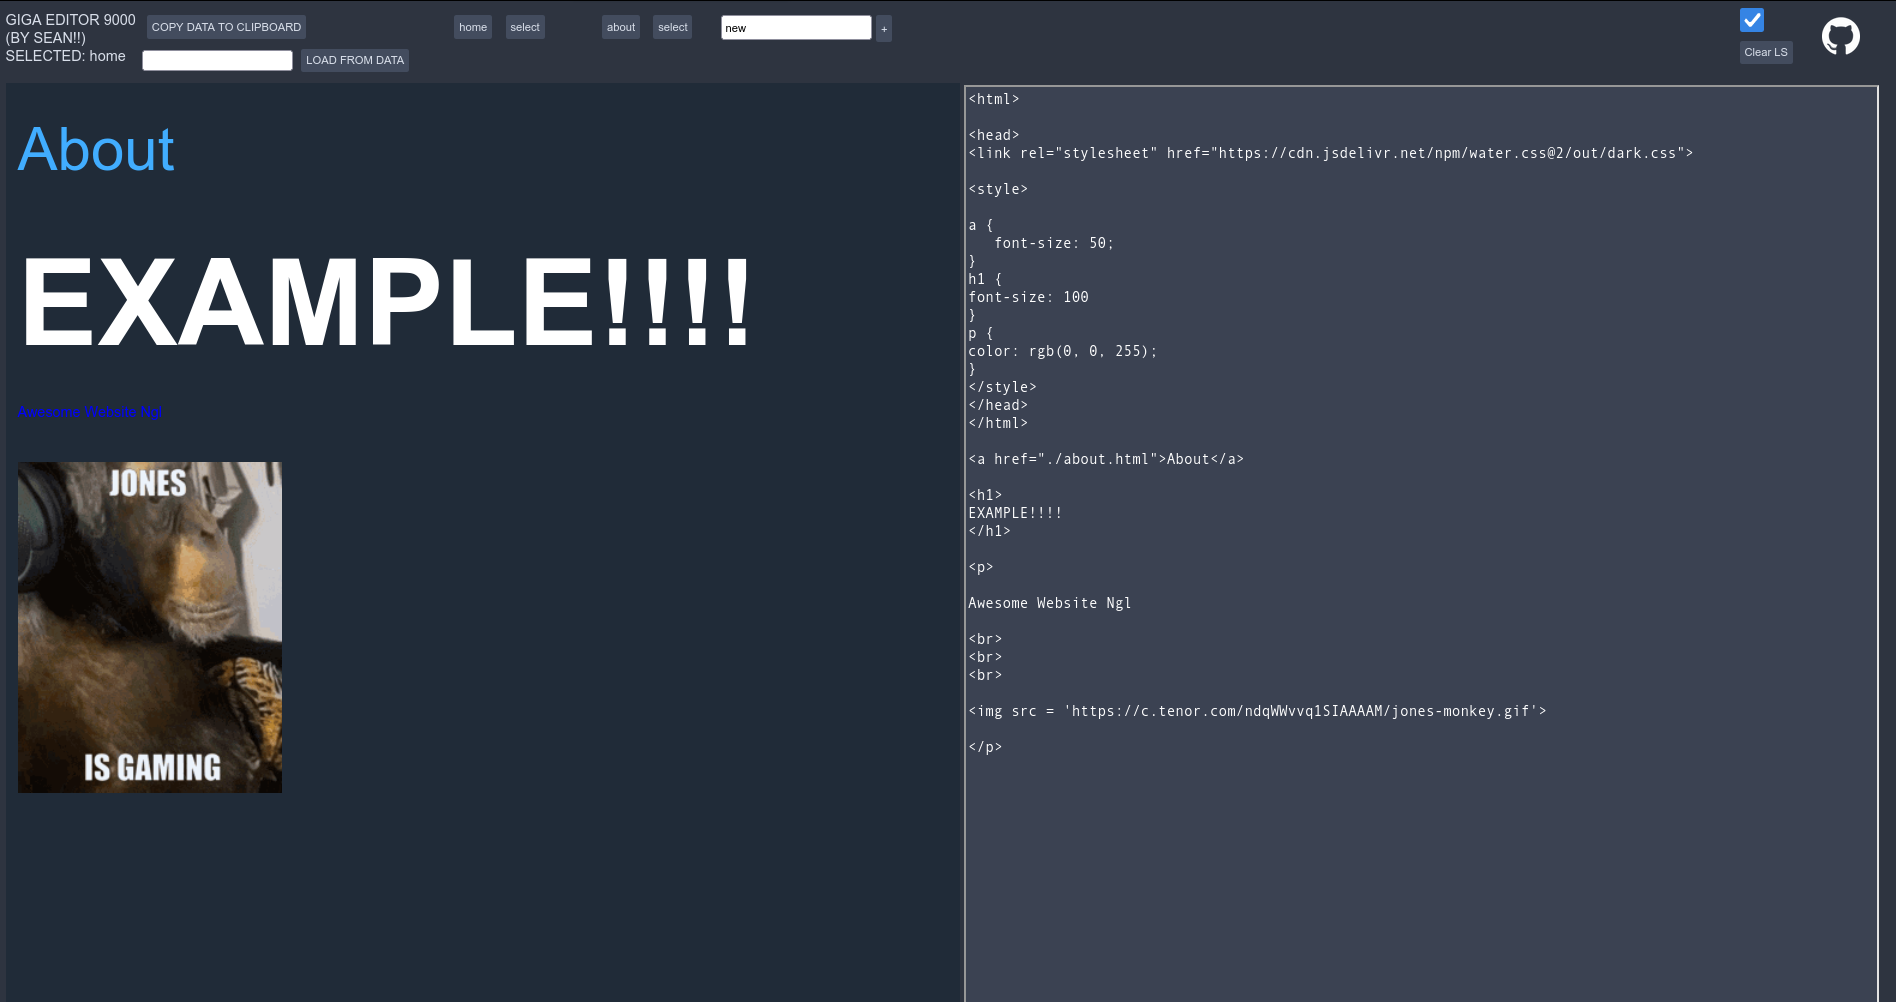 GIGA EDITOR 9000
(BY SEAN!!)
SELECTED: home
COPY DATA TO CLIPBOARD
LOAD FROM DATA
home
select
about
select
new
+
Clear LS
About
EXAMPLE!!!!
Awesome Website Ngl
JONES
IS GAMING
<html>
<head>
<link rel="stylesheet" href="https://cdn.jsdelivr.net/npm/water.css@2/out/dark.css">
<style>
a {
   font-size: 50;
}
h1 {
font-size: 100
}
p {
color: rgb(0, 0, 255);
}
</style>
</head>
</html>
<a href="./about.html">About</a>
<h1>
EXAMPLE!!!!
</h1>
<p>
Awesome Website Ngl
<br>
<br>
<br>
<img src = 'https://c.tenor.com/ndqWWvvq1SIAAAAM/jones-monkey.gif'>
</p>